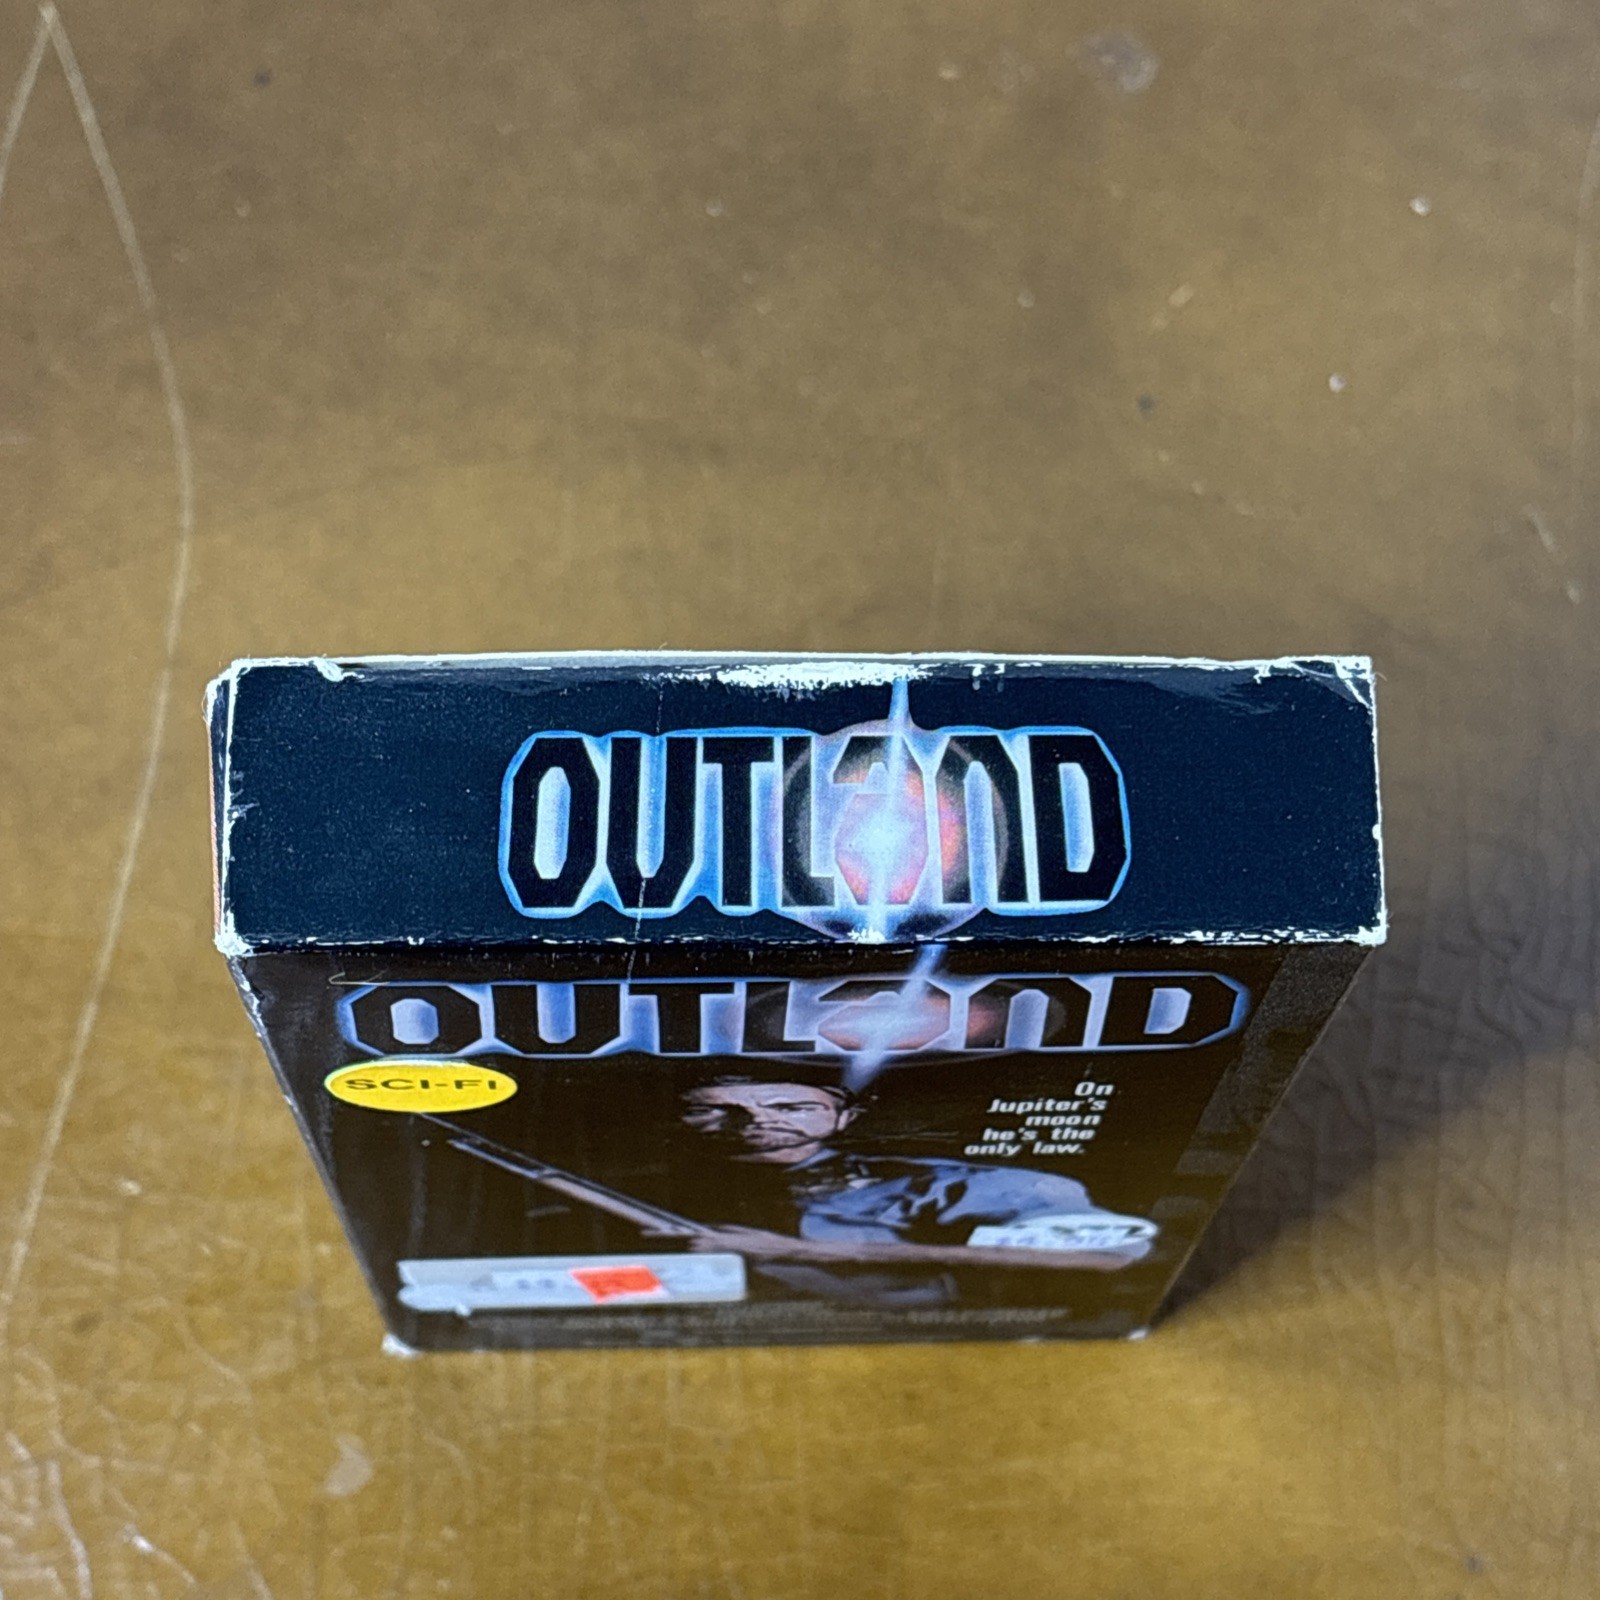 OUTLAND
OUTLAND
SCI-FI
On
Jupiter's
moon
he's the
only law.